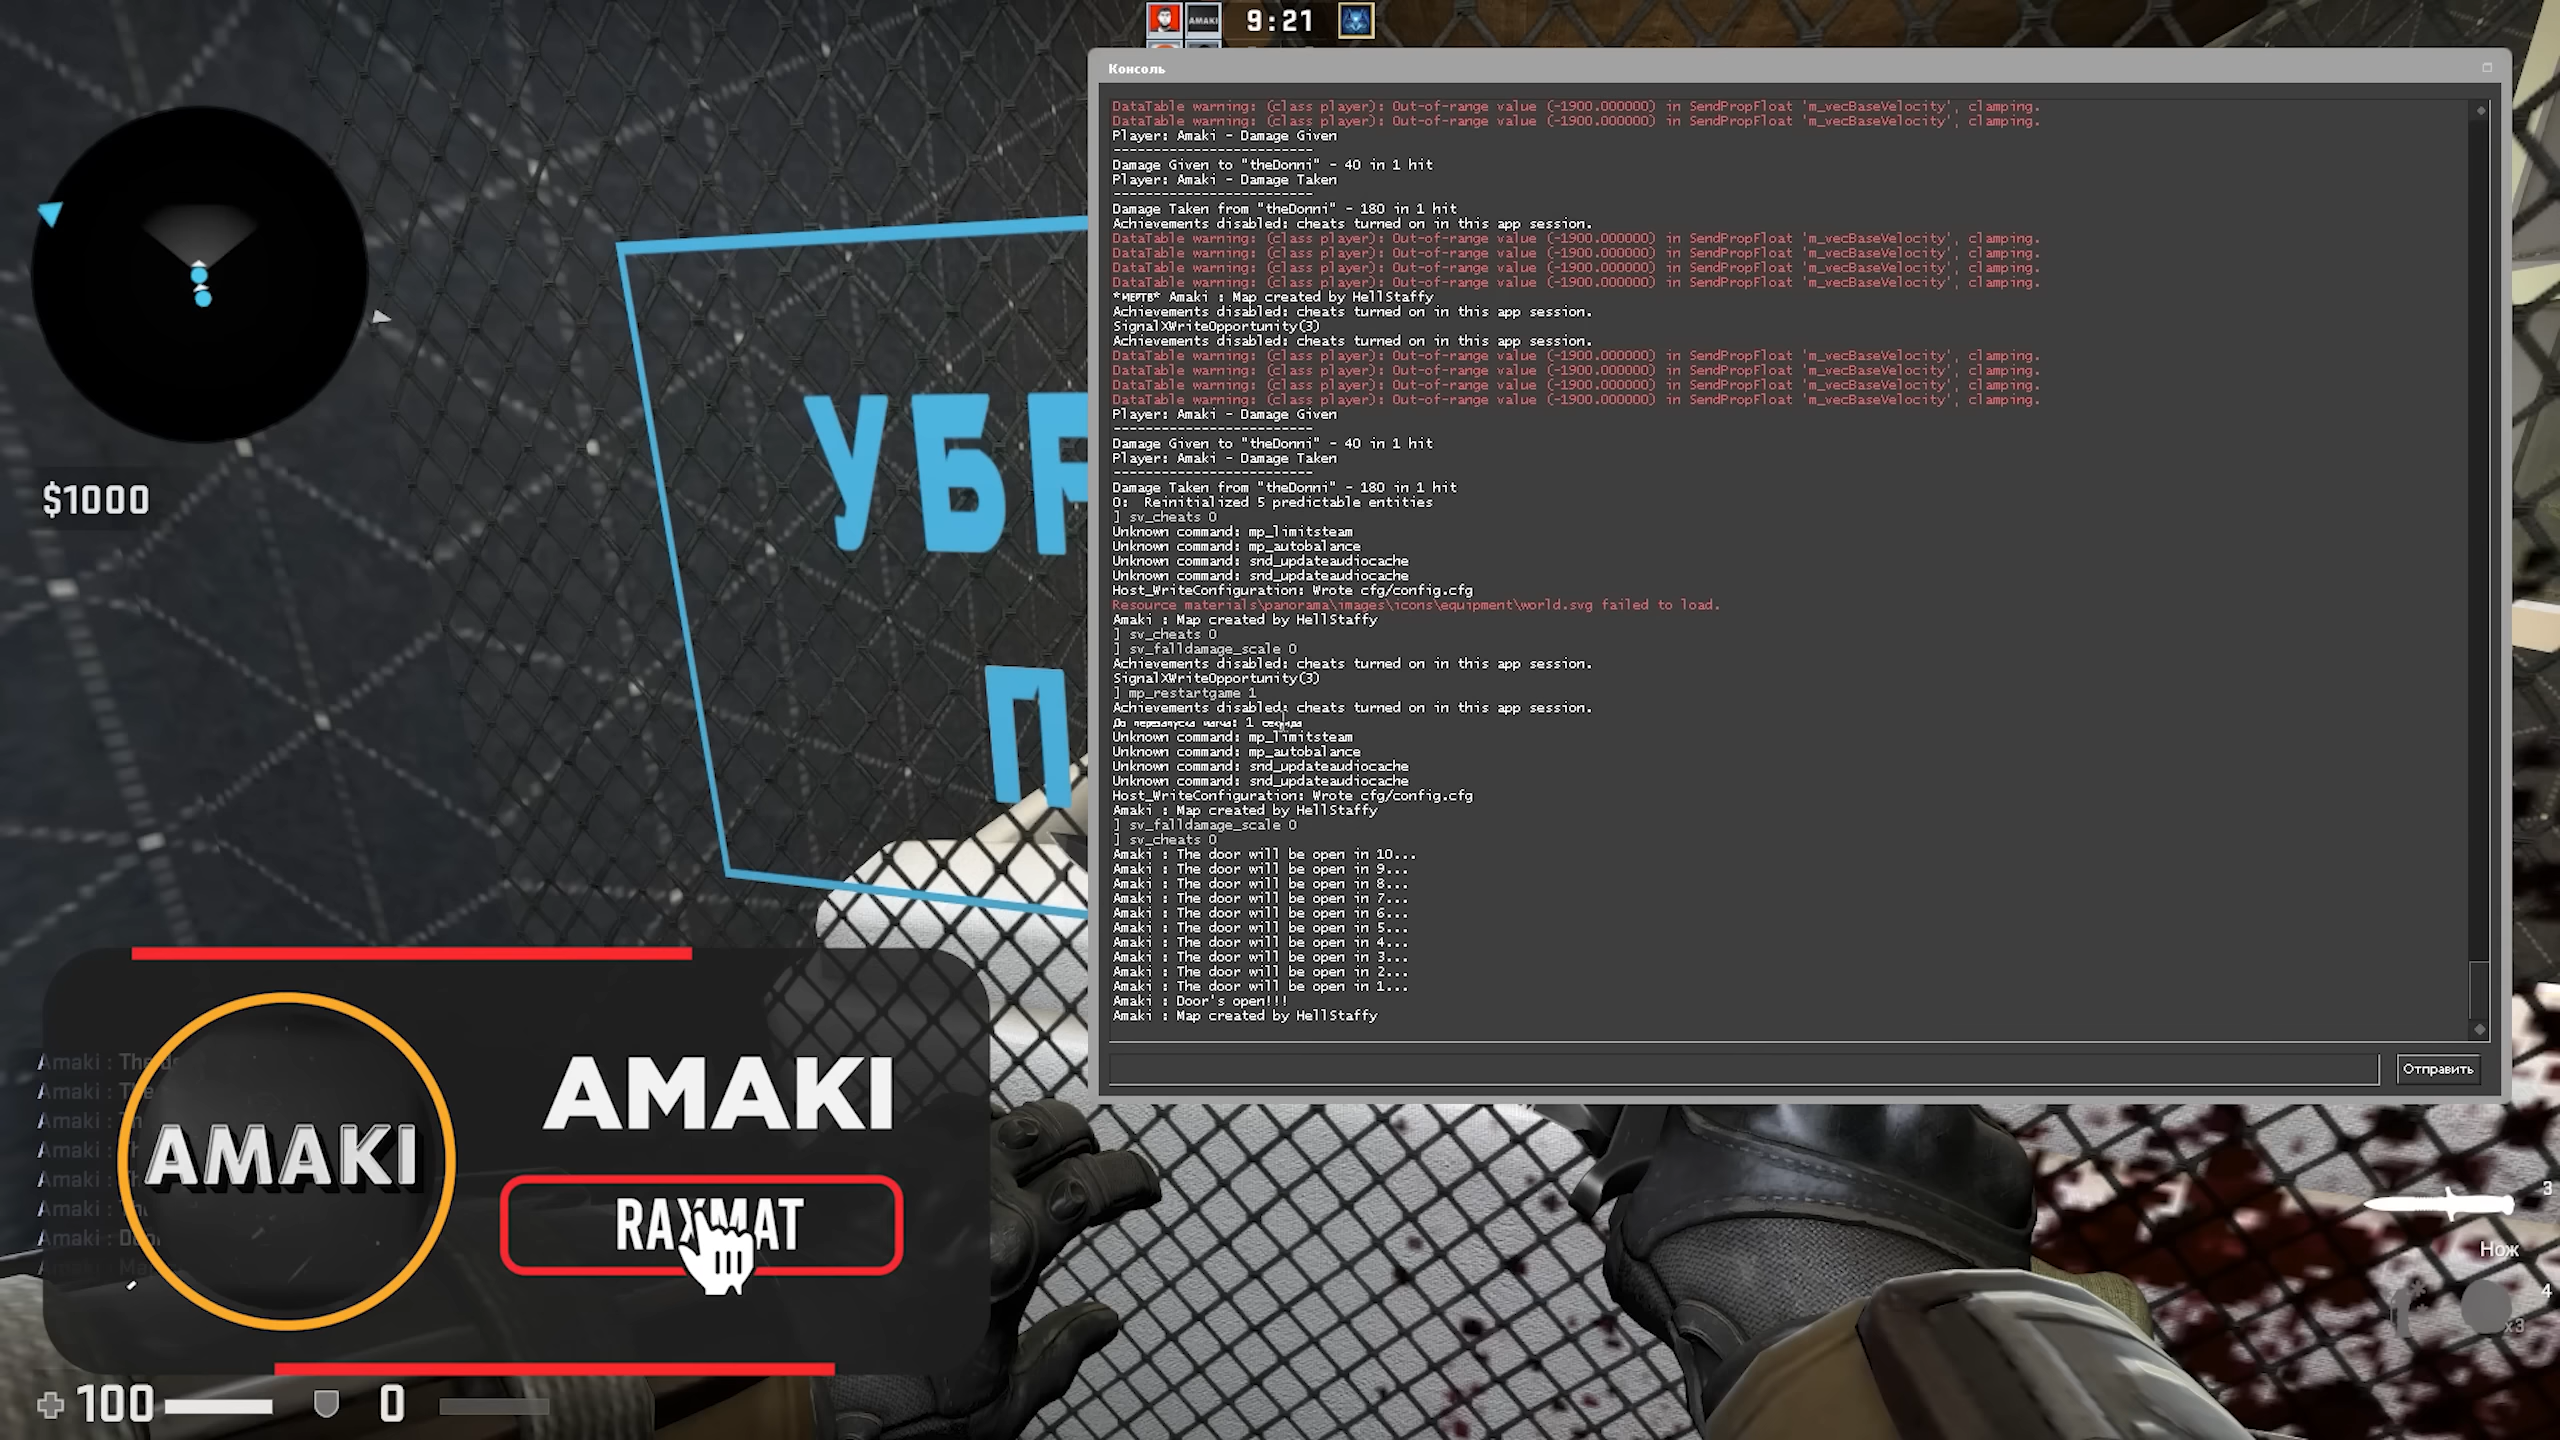 AMAKI
9:21
Консоль
DataTable warning: (class player): Out-of-range value (-1900.000000) in SendPropFloat 'm_vecBaseVelocity', clamping.
DataTable warning: (class player): Out-of-range value (-1900.000000) in SendPropFloat 'm_vecBaseVelocity', clamping.
Player: Amaki - Damage Given
-------------------------
Damage Given to "theDonni" - 40 in 1 hit
Player: Amaki - Damage Taken
-------------------------
Damage Taken from "theDonni" - 180 in 1 hit
Achievements disabled: cheats turned on in this app session.
DataTable warning: (class player): Out-of-range value (-1900.000000) in SendPropFloat 'm_vecBaseVelocity', clamping.
DataTable warning: (class player): Out-of-range value (-1900.000000) in SendPropFloat 'm_vecBaseVelocity', clamping.
DataTable warning: (class player): Out-of-range value (-1900.000000) in SendPropFloat 'm_vecBaseVelocity', clamping.
DataTable warning: (class player): Out-of-range value (-1900.000000) in SendPropFloat 'm_vecBaseVelocity', clamping.
*МЕРТВ* Amaki : Map created by HellStaffy
Achievements disabled: cheats turned on in this app session.
SignalXWriteOpportunity(3)
Achievements disabled: cheats turned on in this app session.
DataTable warning: (class player): Out-of-range value (-1900.000000) in SendPropFloat 'm_vecBaseVelocity', clamping.
DataTable warning: (class player): Out-of-range value (-1900.000000) in SendPropFloat 'm_vecBaseVelocity', clamping.
DataTable warning: (class player): Out-of-range value (-1900.000000) in SendPropFloat 'm_vecBaseVelocity', clamping.
DataTable warning: (class player): Out-of-range value (-1900.000000) in SendPropFloat 'm_vecBaseVelocity', clamping.
Player: Amaki - Damage Given
-------------------------
Damage Given to "theDonni" - 40 in 1 hit
Player: Amaki - Damage Taken
-------------------------
Damage Taken from "theDonni" - 180 in 1 hit
0:  Reinitialized 5 predictable entities
] sv_cheats 0
Unknown command: mp_limitsteam
Unknown command: mp_autobalance
Unknown command: snd_updateaudiocache
Unknown command: snd_updateaudiocache
Host_WriteConfiguration: Wrote cfg/config.cfg
Resource materials\panorama\images\icons\equipment\world.svg failed to load.
Amaki : Map created by HellStaffy
] sv_cheats 0
] sv_falldamage_scale 0
Achievements disabled: cheats turned on in this app session.
SignalXWriteOpportunity(3)
] mp_restartgame 1
Achievements disabled: cheats turned on in this app session.
До перезапуска матча: 1 секунда
Unknown command: mp_limitsteam
Unknown command: mp_autobalance
Unknown command: snd_updateaudiocache
Unknown command: snd_updateaudiocache
Host_WriteConfiguration: Wrote cfg/config.cfg
Amaki : Map created by HellStaffy
] sv_falldamage_scale 0
] sv_cheats 0
Amaki : The door will be open in 10...
Amaki : The door will be open in 9...
Amaki : The door will be open in 8...
Amaki : The door will be open in 7...
Amaki : The door will be open in 6...
Amaki : The door will be open in 5...
Amaki : The door will be open in 4...
Amaki : The door will be open in 3...
Amaki : The door will be open in 2...
Amaki : The door will be open in 1...
Amaki : Door's open!!!
Amaki : Map created by HellStaffy
Отправить
$1000
УБР
П
Amaki : The
Amaki : The
Amaki :
Amaki :
Amaki :
Amaki :
Amaki :
AMAKI
AMAKI
RAXMAT
100
0
3
Нож
4
x3